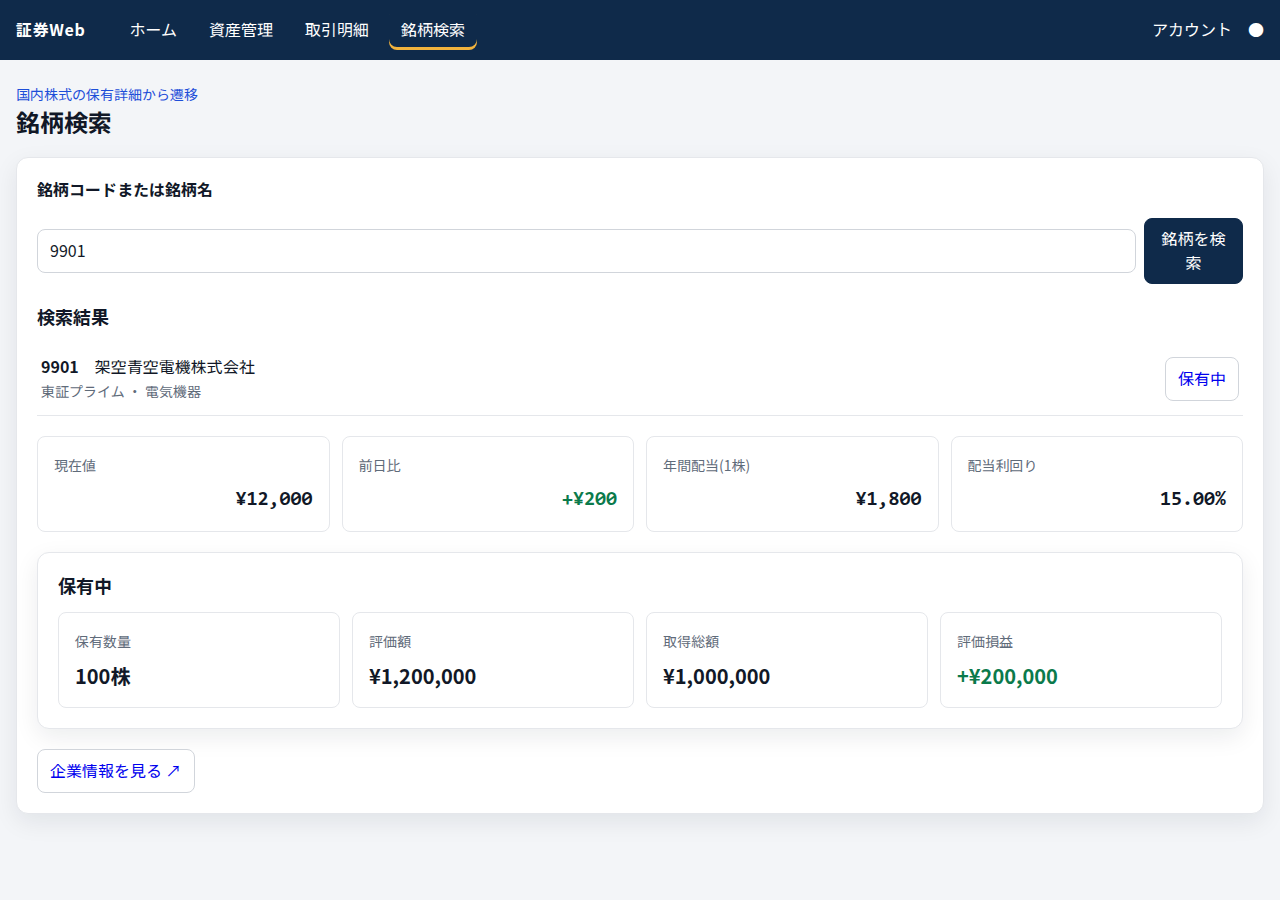 証券Web ホーム 資産管理 取引明細 銘柄検索 アカウント
国内株式の保有詳細から遷移
銘柄検索
銘柄コードまたは銘柄名
9901
銘柄を検
索
検索結果
9901 架空青空電機株式会社
東証プライム ・ 電気機器
保有中
現在値
¥12,000
前日比
+¥200
年間配当(1株)
¥1,800
配当利回り
15.00%
保有中
保有数量
100株
評価額
¥1,200,000
取得総額
¥1,000,000
評価損益
+¥200,000
企業情報を見る ↗